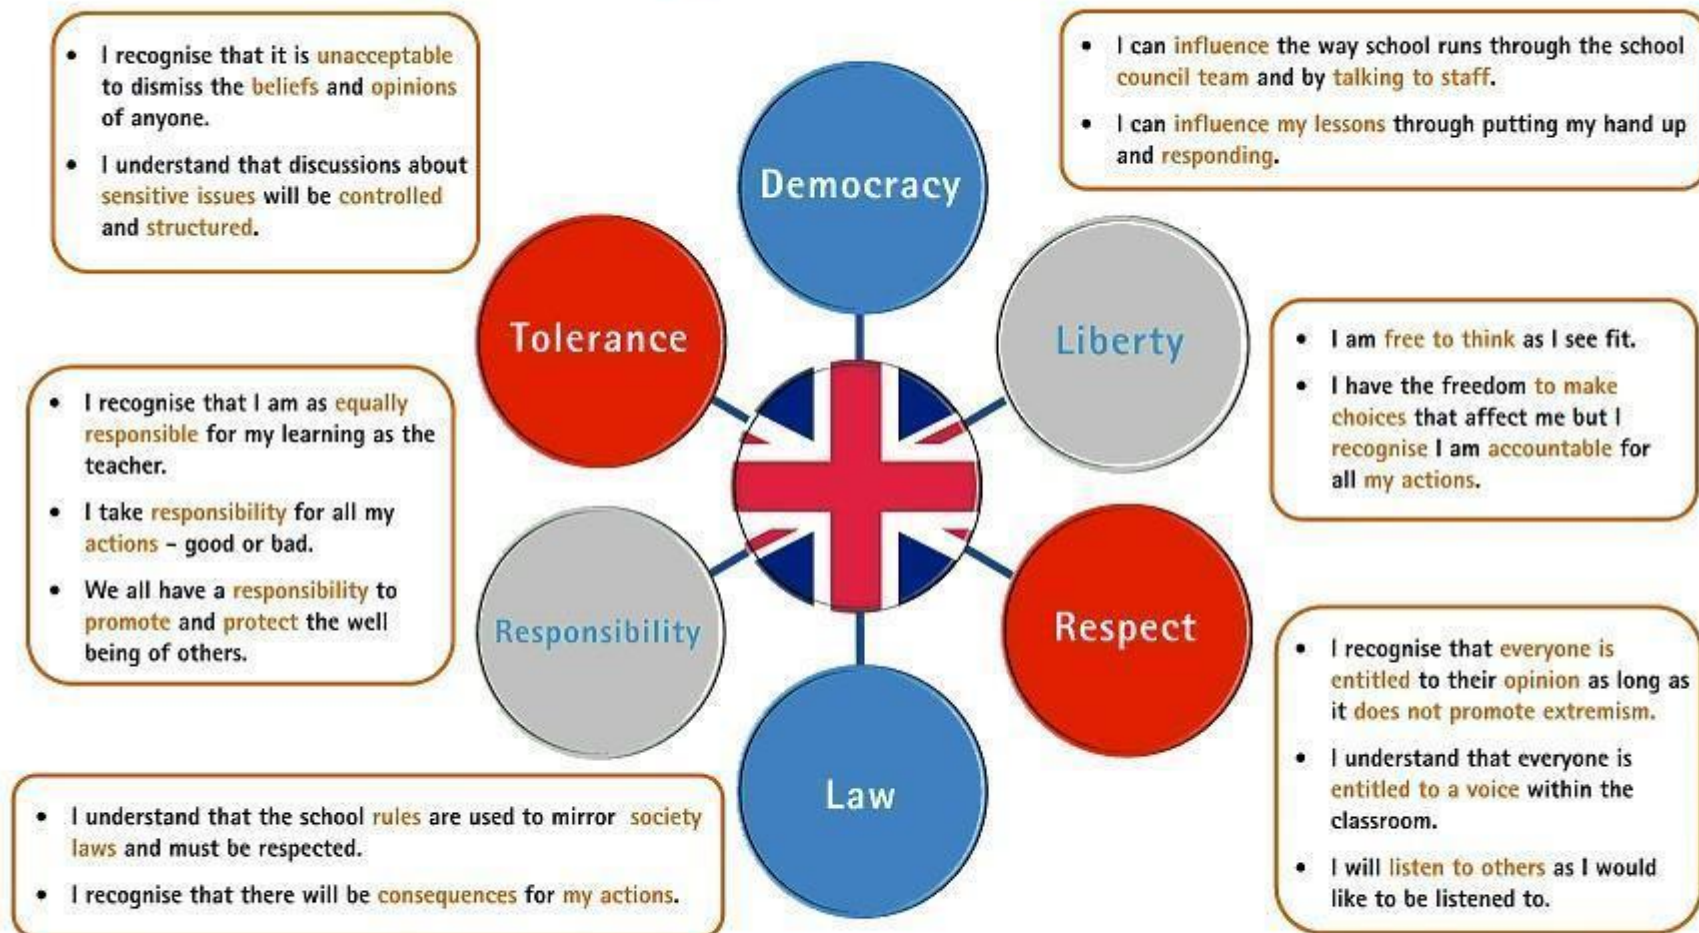 • I recognise that it is unacceptable
to dismiss the beliefs and opinions
of anyone.
• I understand that discussions about
sensitive issues will be controlled
and structured.
Democracy
• I can influence the way school runs through the school
council team and by talking to staff.
• I can influence my lessons through putting my hand up
and responding.
Tolerance
Liberty
• I am free to think as I see fit.
• I have the freedom to make
choices that affect me but I
recognise I am accountable for
all my actions.
• I recognise that I am as equally
responsible for my learning as the
teacher.
• I take responsibility for all my
actions – good or bad.
• We all have a responsibility to
promote and protect the well
being of others.
Responsibility
Respect
• I recognise that everyone is
entitled to their opinion as long as
it does not promote extremism.
• I understand that everyone is
entitled to a voice within the
classroom.
• I will listen to others as I would
like to be listened to.
Law
• I understand that the school rules are used to mirror society
laws and must be respected.
• I recognise that there will be consequences for my actions.